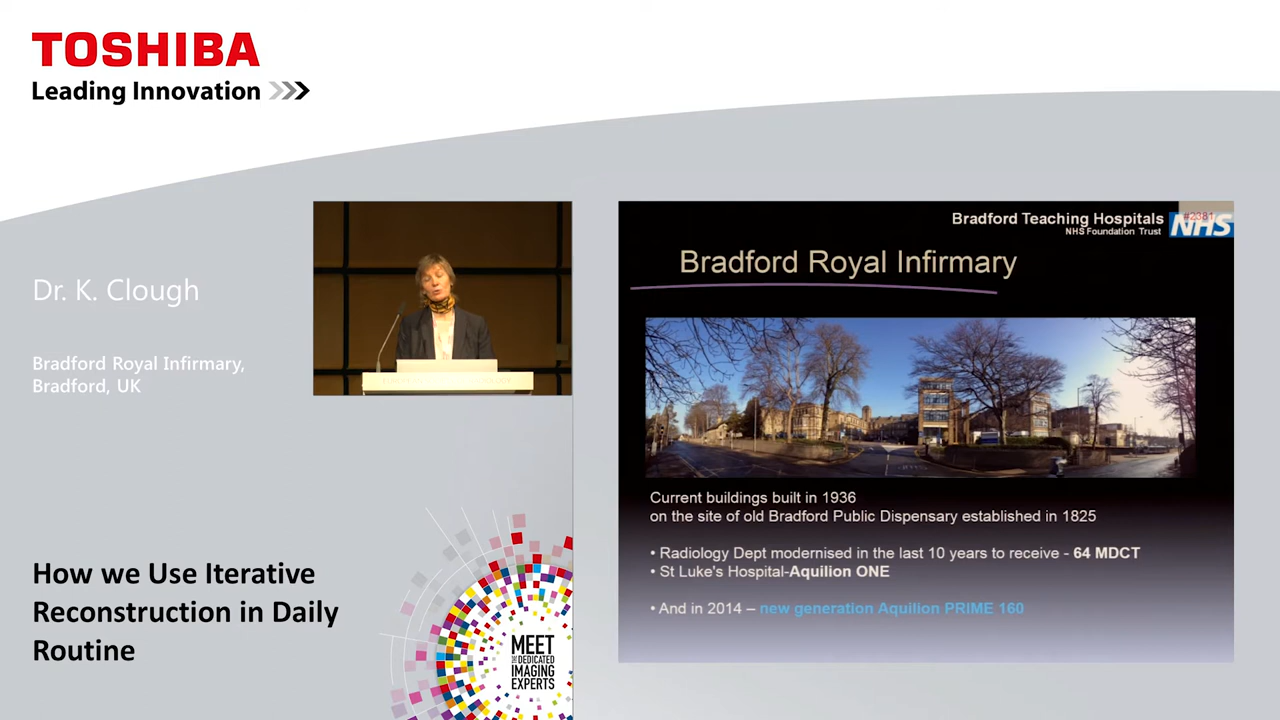 TOSHIBA
Leading Innovation
Dr. K. Clough
Bradford Royal Infirmary,
Bradford, UK
How we Use Iterative
Reconstruction in Daily
Routine
MEET
THE DEDICATED
IMAGING
EXPERTS
Bradford Teaching Hospitals
NHS Foundation Trust
#2381
NHS
Bradford Royal Infirmary
Current buildings built in 1936
on the site of old Bradford Public Dispensary established in 1825
• Radiology Dept modernised in the last 10 years to receive - 64 MDCT
• St Luke's Hospital-Aquilion ONE
• And in 2014 – new generation Aquilion PRIME 160